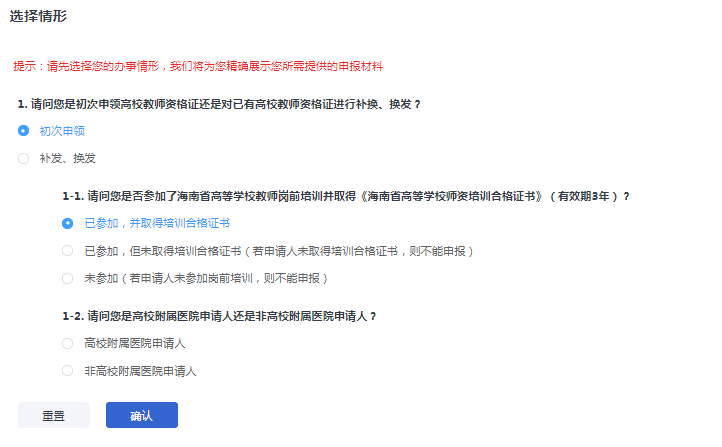 选择情形
提示：请先选择您的办事情形，我们将为您精确展示您所需提供的申报材料
1. 请问您是初次申领高校教师资格证还是对已有高校教师资格证进行补换、换发？
初次申领
补发、换发
1-1. 请问您是否参加了海南省高等学校教师岗前培训并取得《海南省高等学校师资培训合格证书》（有效期3年）？
已参加，并取得培训合格证书
已参加，但未取得培训合格证书（若申请人未取得培训合格证书，则不能申报）
未参加（若申请人未参加岗前培训，则不能申报）
1-2. 请问您是高校附属医院申请人还是非高校附属医院申请人？
高校附属医院申请人
非高校附属医院申请人
重置
确认